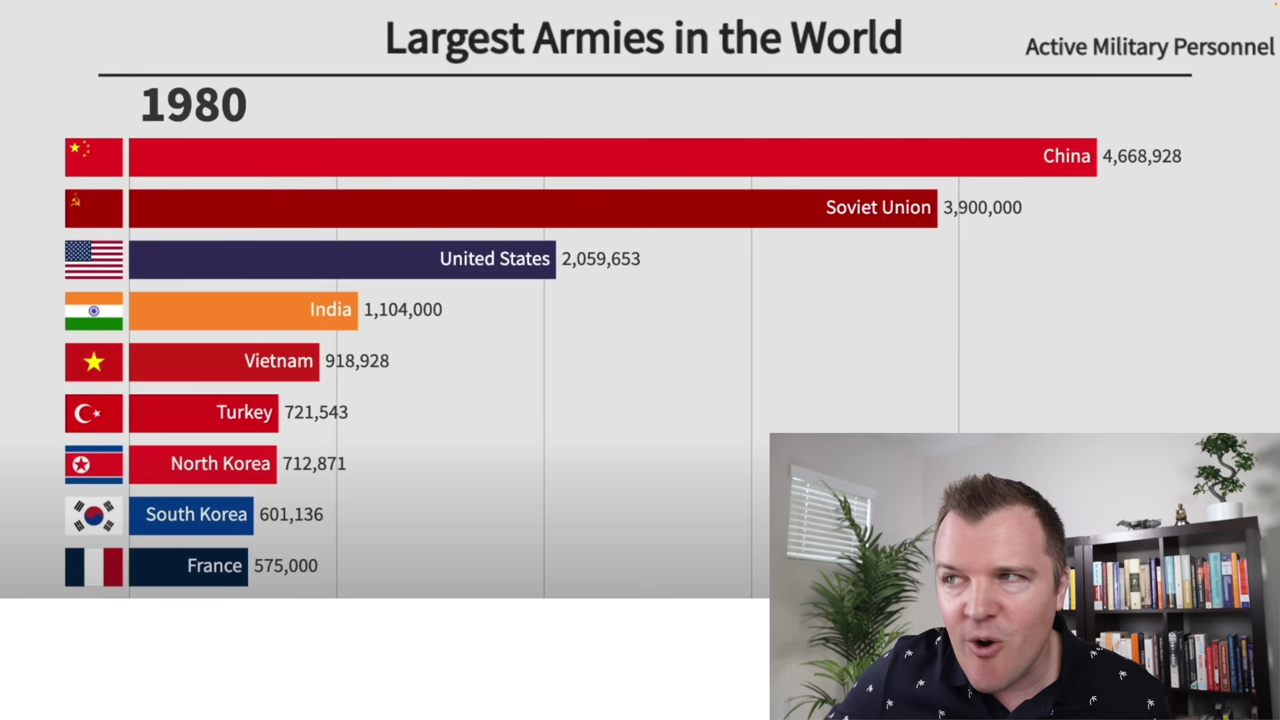 Largest Armies in the World
Active Military Personnel
1980
China 4,668,928
Soviet Union 3,900,000
United States 2,059,653
India 1,104,000
Vietnam 918,928
Turkey 721,543
North Korea 712,871
South Korea 601,136
France 575,000